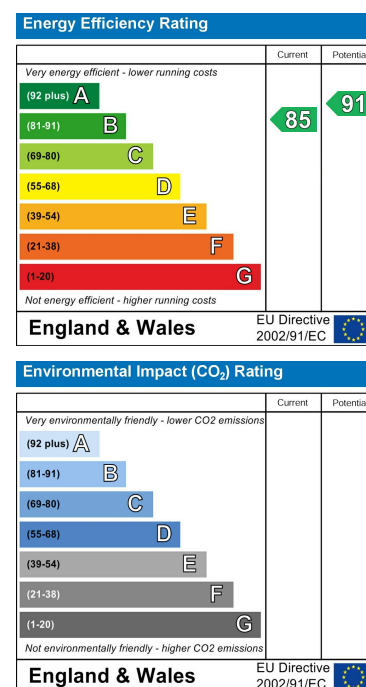 Energy Efficiency Rating
Current Potentia
Very energy efficient - lower running costs
(92 plus) A
(81-91) B
(69-80) C
(55-68) D
(39-54) E
(21-38) F
(1-20) G
85 91
Not energy efficient - higher running costs
England & Wales
EU Directive
2002/91/EC
Environmental Impact (CO₂) Rating
Current Potentia
Very environmentally friendly - lower CO2 emissions
(92 plus) A
(81-91) B
(69-80) C
(55-68) D
(39-54) E
(21-38) F
(1-20) G
Not environmentally friendly - higher CO2 emissions
England & Wales
EU Directive
2002/91/EC